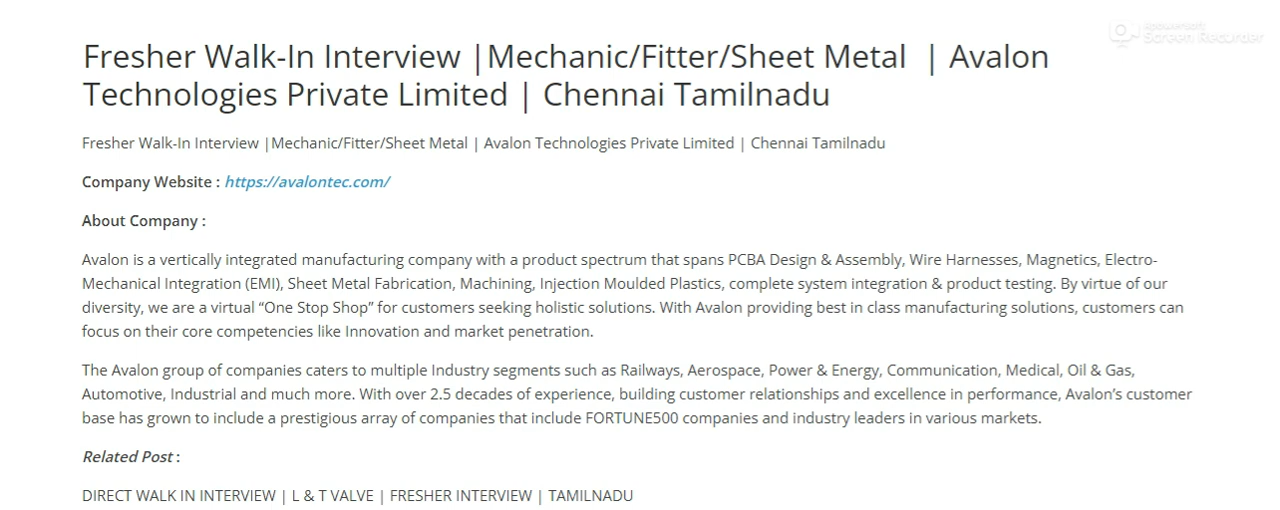 Apowersoft
Screen Recorder
Fresher Walk-In Interview |Mechanic/Fitter/Sheet Metal | Avalon
Technologies Private Limited | Chennai Tamilnadu
Fresher Walk-In Interview |Mechanic/Fitter/Sheet Metal | Avalon Technologies Private Limited | Chennai Tamilnadu
Company Website : https://avalontec.com/
About Company :
Avalon is a vertically integrated manufacturing company with a product spectrum that spans PCBA Design & Assembly, Wire Harnesses, Magnetics, Electro-
Mechanical Integration (EMI), Sheet Metal Fabrication, Machining, Injection Moulded Plastics, complete system integration & product testing. By virtue of our
diversity, we are a virtual “One Stop Shop” for customers seeking holistic solutions. With Avalon providing best in class manufacturing solutions, customers can
focus on their core competencies like Innovation and market penetration.
The Avalon group of companies caters to multiple Industry segments such as Railways, Aerospace, Power & Energy, Communication, Medical, Oil & Gas,
Automotive, Industrial and much more. With over 2.5 decades of experience, building customer relationships and excellence in performance, Avalon’s customer
base has grown to include a prestigious array of companies that include FORTUNE500 companies and industry leaders in various markets.
Related Post :
DIRECT WALK IN INTERVIEW | L & T VALVE | FRESHER INTERVIEW | TAMILNADU